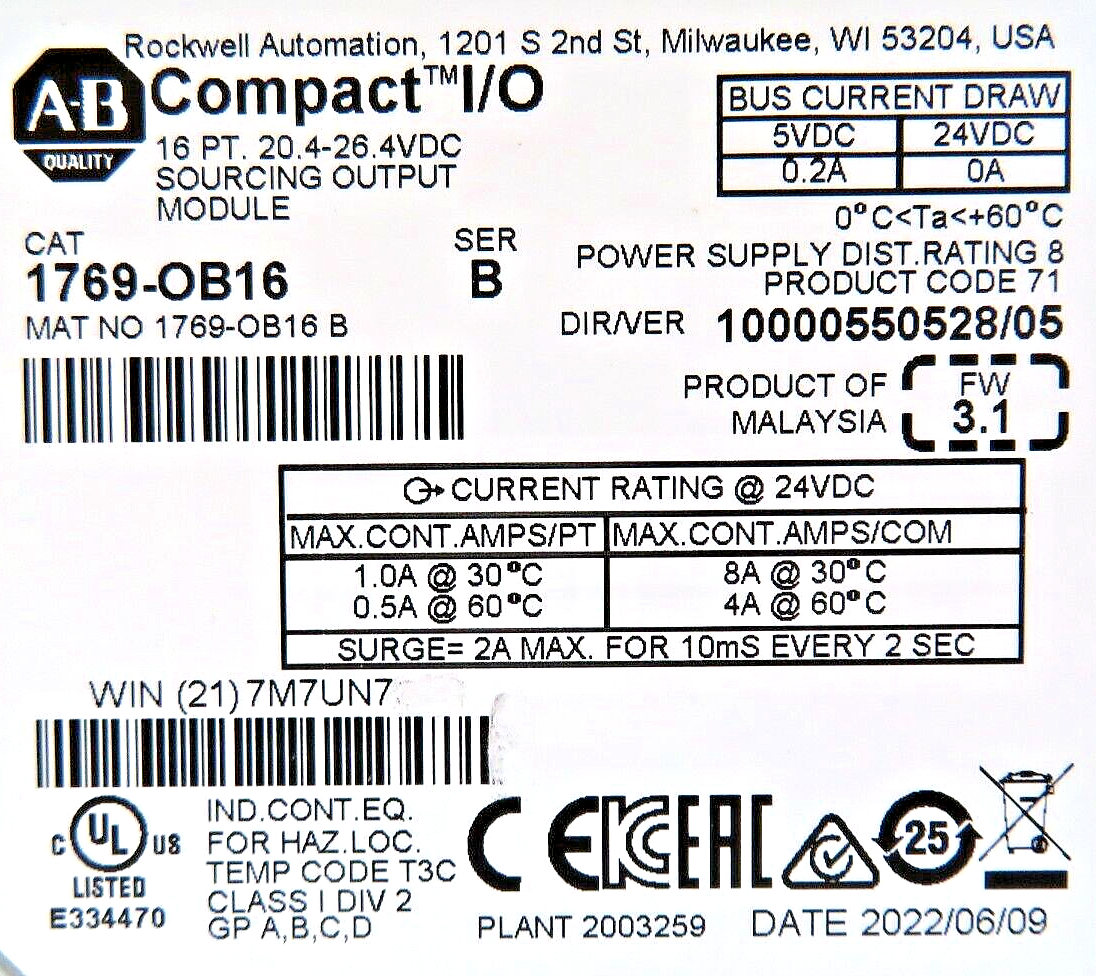 Rockwell Automation, 1201 S 2nd St, Milwaukee, WI 53204, USA
A-B
QUALITY
Compact™I/O
16 PT. 20.4-26.4VDC
SOURCING OUTPUT
MODULE
BUS CURRENT DRAW
5VDC 24VDC
0.2A 0A
0°C<Ta<+60°C
POWER SUPPLY DIST.RATING 8
PRODUCT CODE 71
CAT
1769-OB16
SER
B
MAT NO 1769-OB16 B
DIR/VER 10000550528/05
PRODUCT OF
MALAYSIA
FW
3.1
CURRENT RATING @ 24VDC
MAX.CONT.AMPS/PT MAX.CONT.AMPS/COM
1.0A @ 30°C 8A @ 30°C
0.5A @ 60°C 4A @ 60°C
SURGE= 2A MAX. FOR 10mS EVERY 2 SEC
WIN (21) 7M7UN7
C UL US
LISTED
E334470
IND.CONT.EQ.
FOR HAZ.LOC.
TEMP CODE T3C
CLASS I DIV 2
GP A,B,C,D
CE KC EAC 25
PLANT 2003259
DATE 2022/06/09